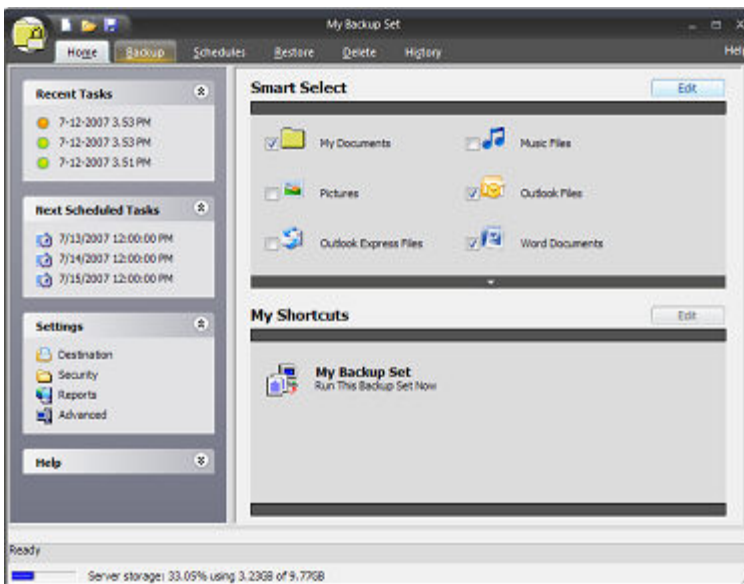 My Backup Set
Home Backup Schedules Restore Delete History Help
Recent Tasks
7-12-2007 3.53 PM
7-12-2007 3.53 PM
7-12-2007 3.51 PM
Next Scheduled Tasks
7/13/2007 12:00:00 PM
7/14/2007 12:00:00 PM
7/15/2007 12:00:00 PM
Settings
Destination
Security
Reports
Advanced
Help
Smart Select Edit
My Documents Music Files
Pictures Outlook Files
Outlook Express Files Word Documents
My Shortcuts Edit
My Backup Set
Run This Backup Set Now
Ready
Server storage: 33.05% using 3.23GB of 9.77GB